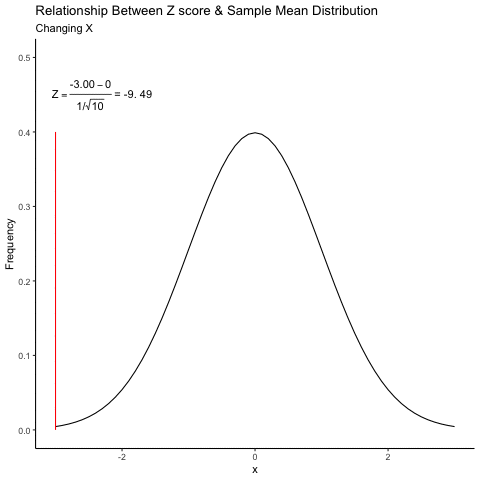 Relationship Between Z score & Sample Mean Distribution
Changing X
0.5
Z = -3.00 − 0 / 1/√10 = -9. 49
0.4
0.3
Frequency
0.2
0.1
0.0
-2 0 2
x